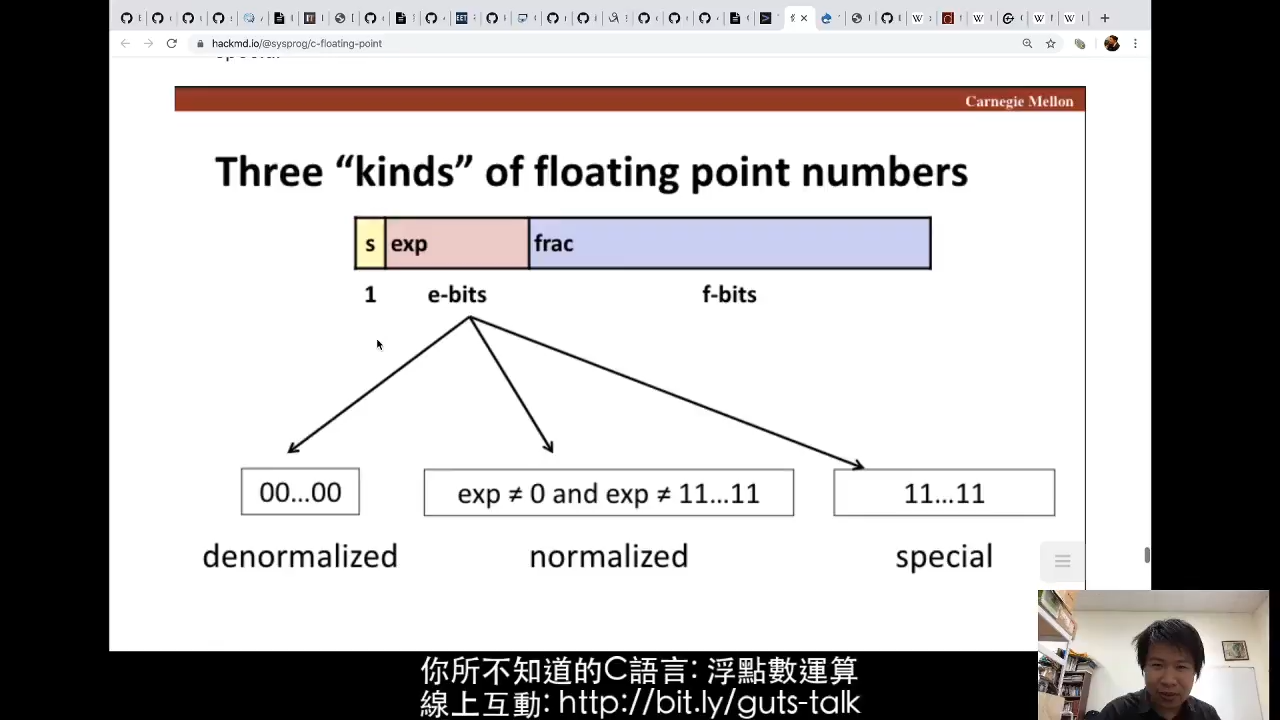 hackmd.io/@sysprog/c-floating-point
Carnegie Mellon
Three “kinds” of floating point numbers
s exp frac
1 e-bits f-bits
00...00 exp ≠ 0 and exp ≠ 11...11 11...11
denormalized normalized special
你所不知道的C語言: 浮點數運算
線上互動: http://bit.ly/guts-talk